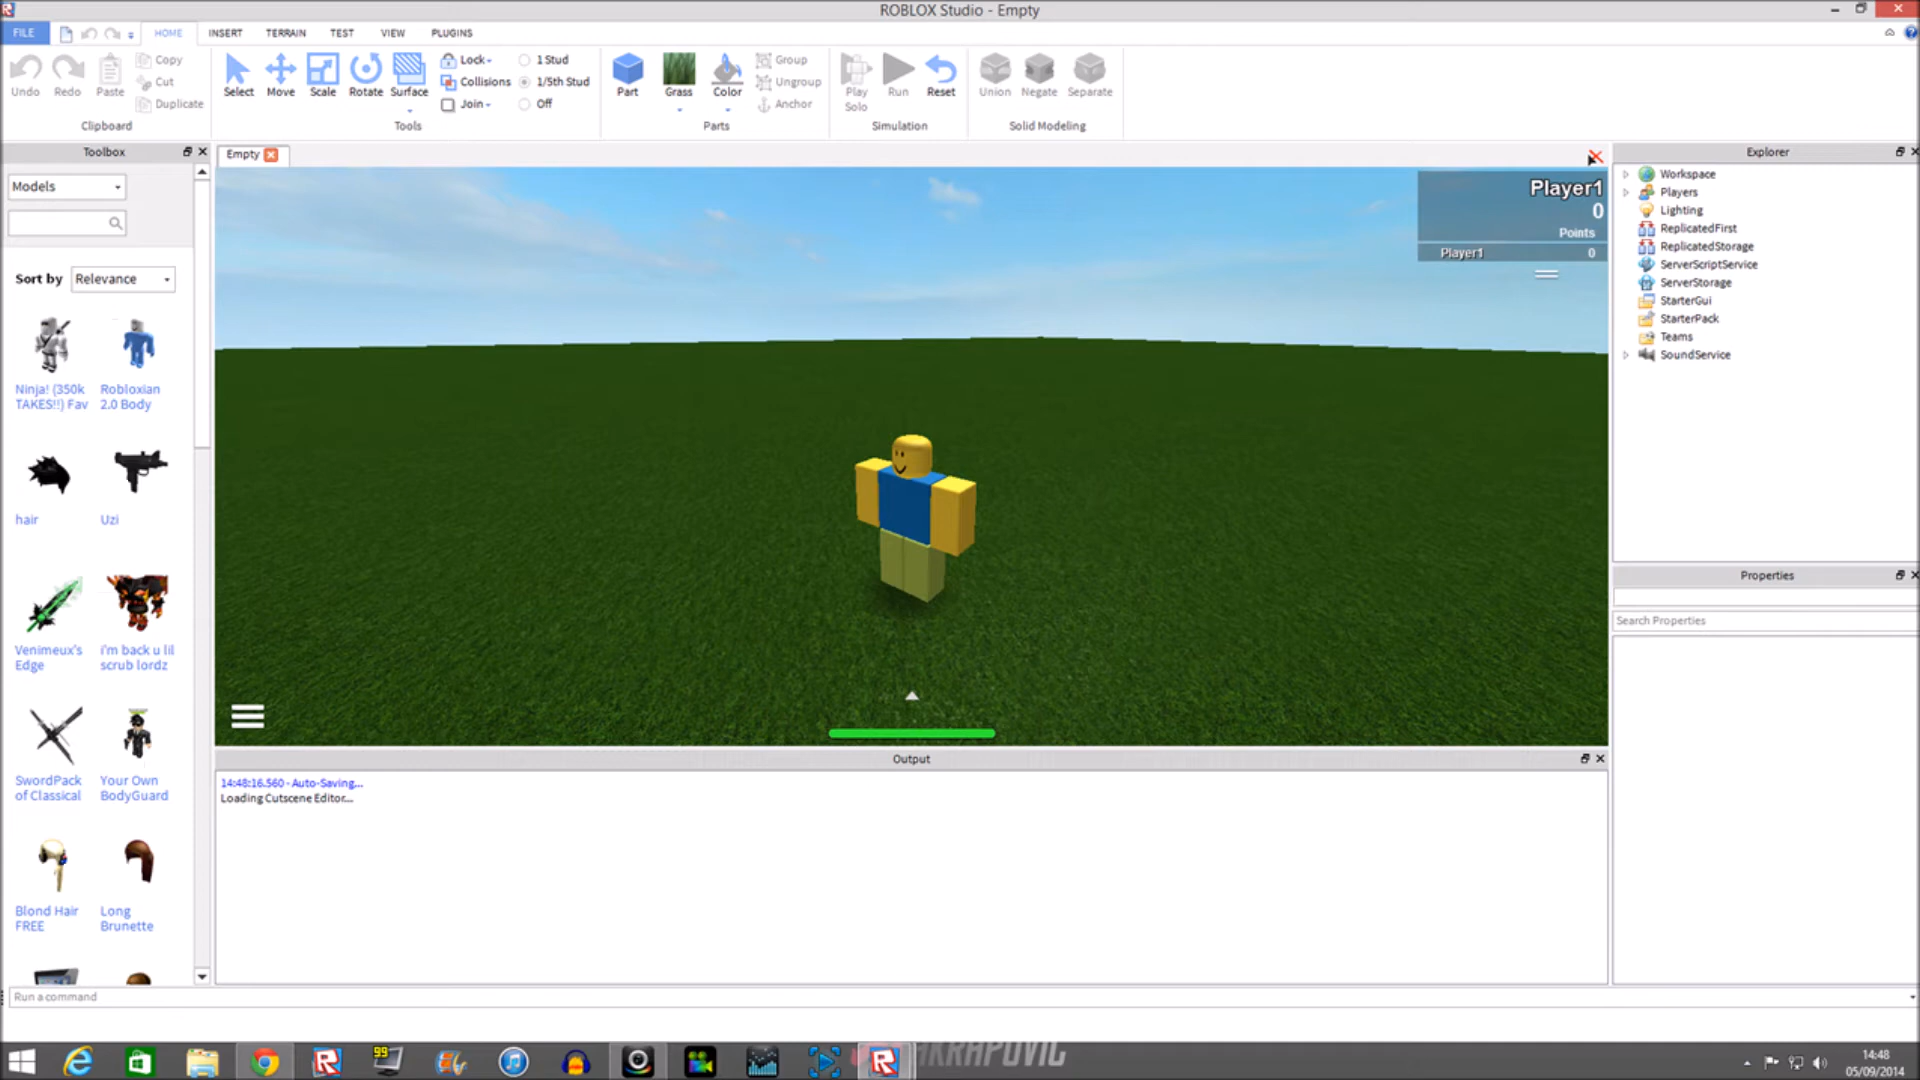 ROBLOX Studio - Empty
FILE
HOME
INSERT
TERRAIN
TEST
VIEW
PLUGINS
Undo
Redo
Paste
Copy
Cut
Duplicate
Clipboard
Select
Move
Scale
Rotate
Surface
Lock
Collisions
Join
1 Stud
1/5th Stud
Off
Tools
Part
Grass
Color
Group
Ungroup
Anchor
Parts
Play Solo
Run
Reset
Simulation
Union
Negate
Separate
Solid Modeling
Toolbox
Models
Sort by
Relevance
Ninja! (350k TAKES!!) Fav
Robloxian 2.0 Body
hair
Uzi
Venimeux's Edge
i'm back u lil scrub lordz
SwordPack of Classical
Your Own BodyGuard
Blond Hair FREE
Long Brunette
Empty
Player1
0
Points
Player1
0
Output
14:48:16.560 - Auto-Saving...
Loading Cutscene Editor...
Explorer
Workspace
Players
Lighting
ReplicatedFirst
ReplicatedStorage
ServerScriptService
ServerStorage
StarterGui
StarterPack
Teams
SoundService
Properties
Search Properties
Run a command
99
AKRAPOVIC
14:48
05/09/2014